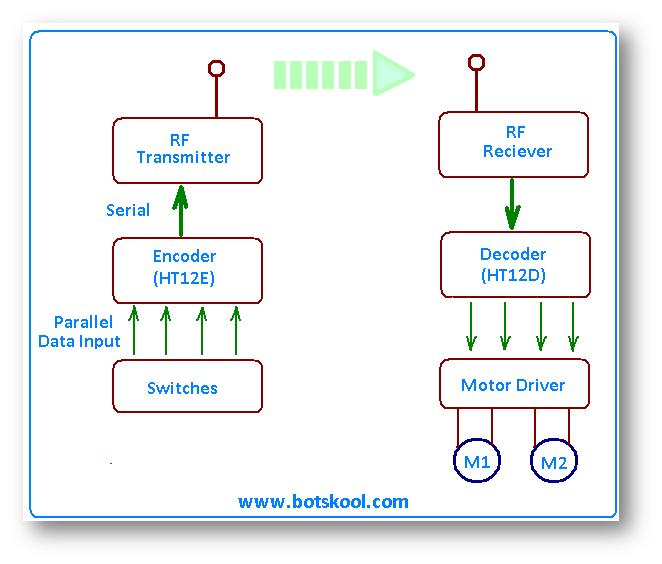 RF
Transmitter
Serial
Encoder
(HT12E)
Parallel
Data Input
Switches
RF
Reciever
Decoder
(HT12D)
Motor Driver
M1
M2
www.botskool.com